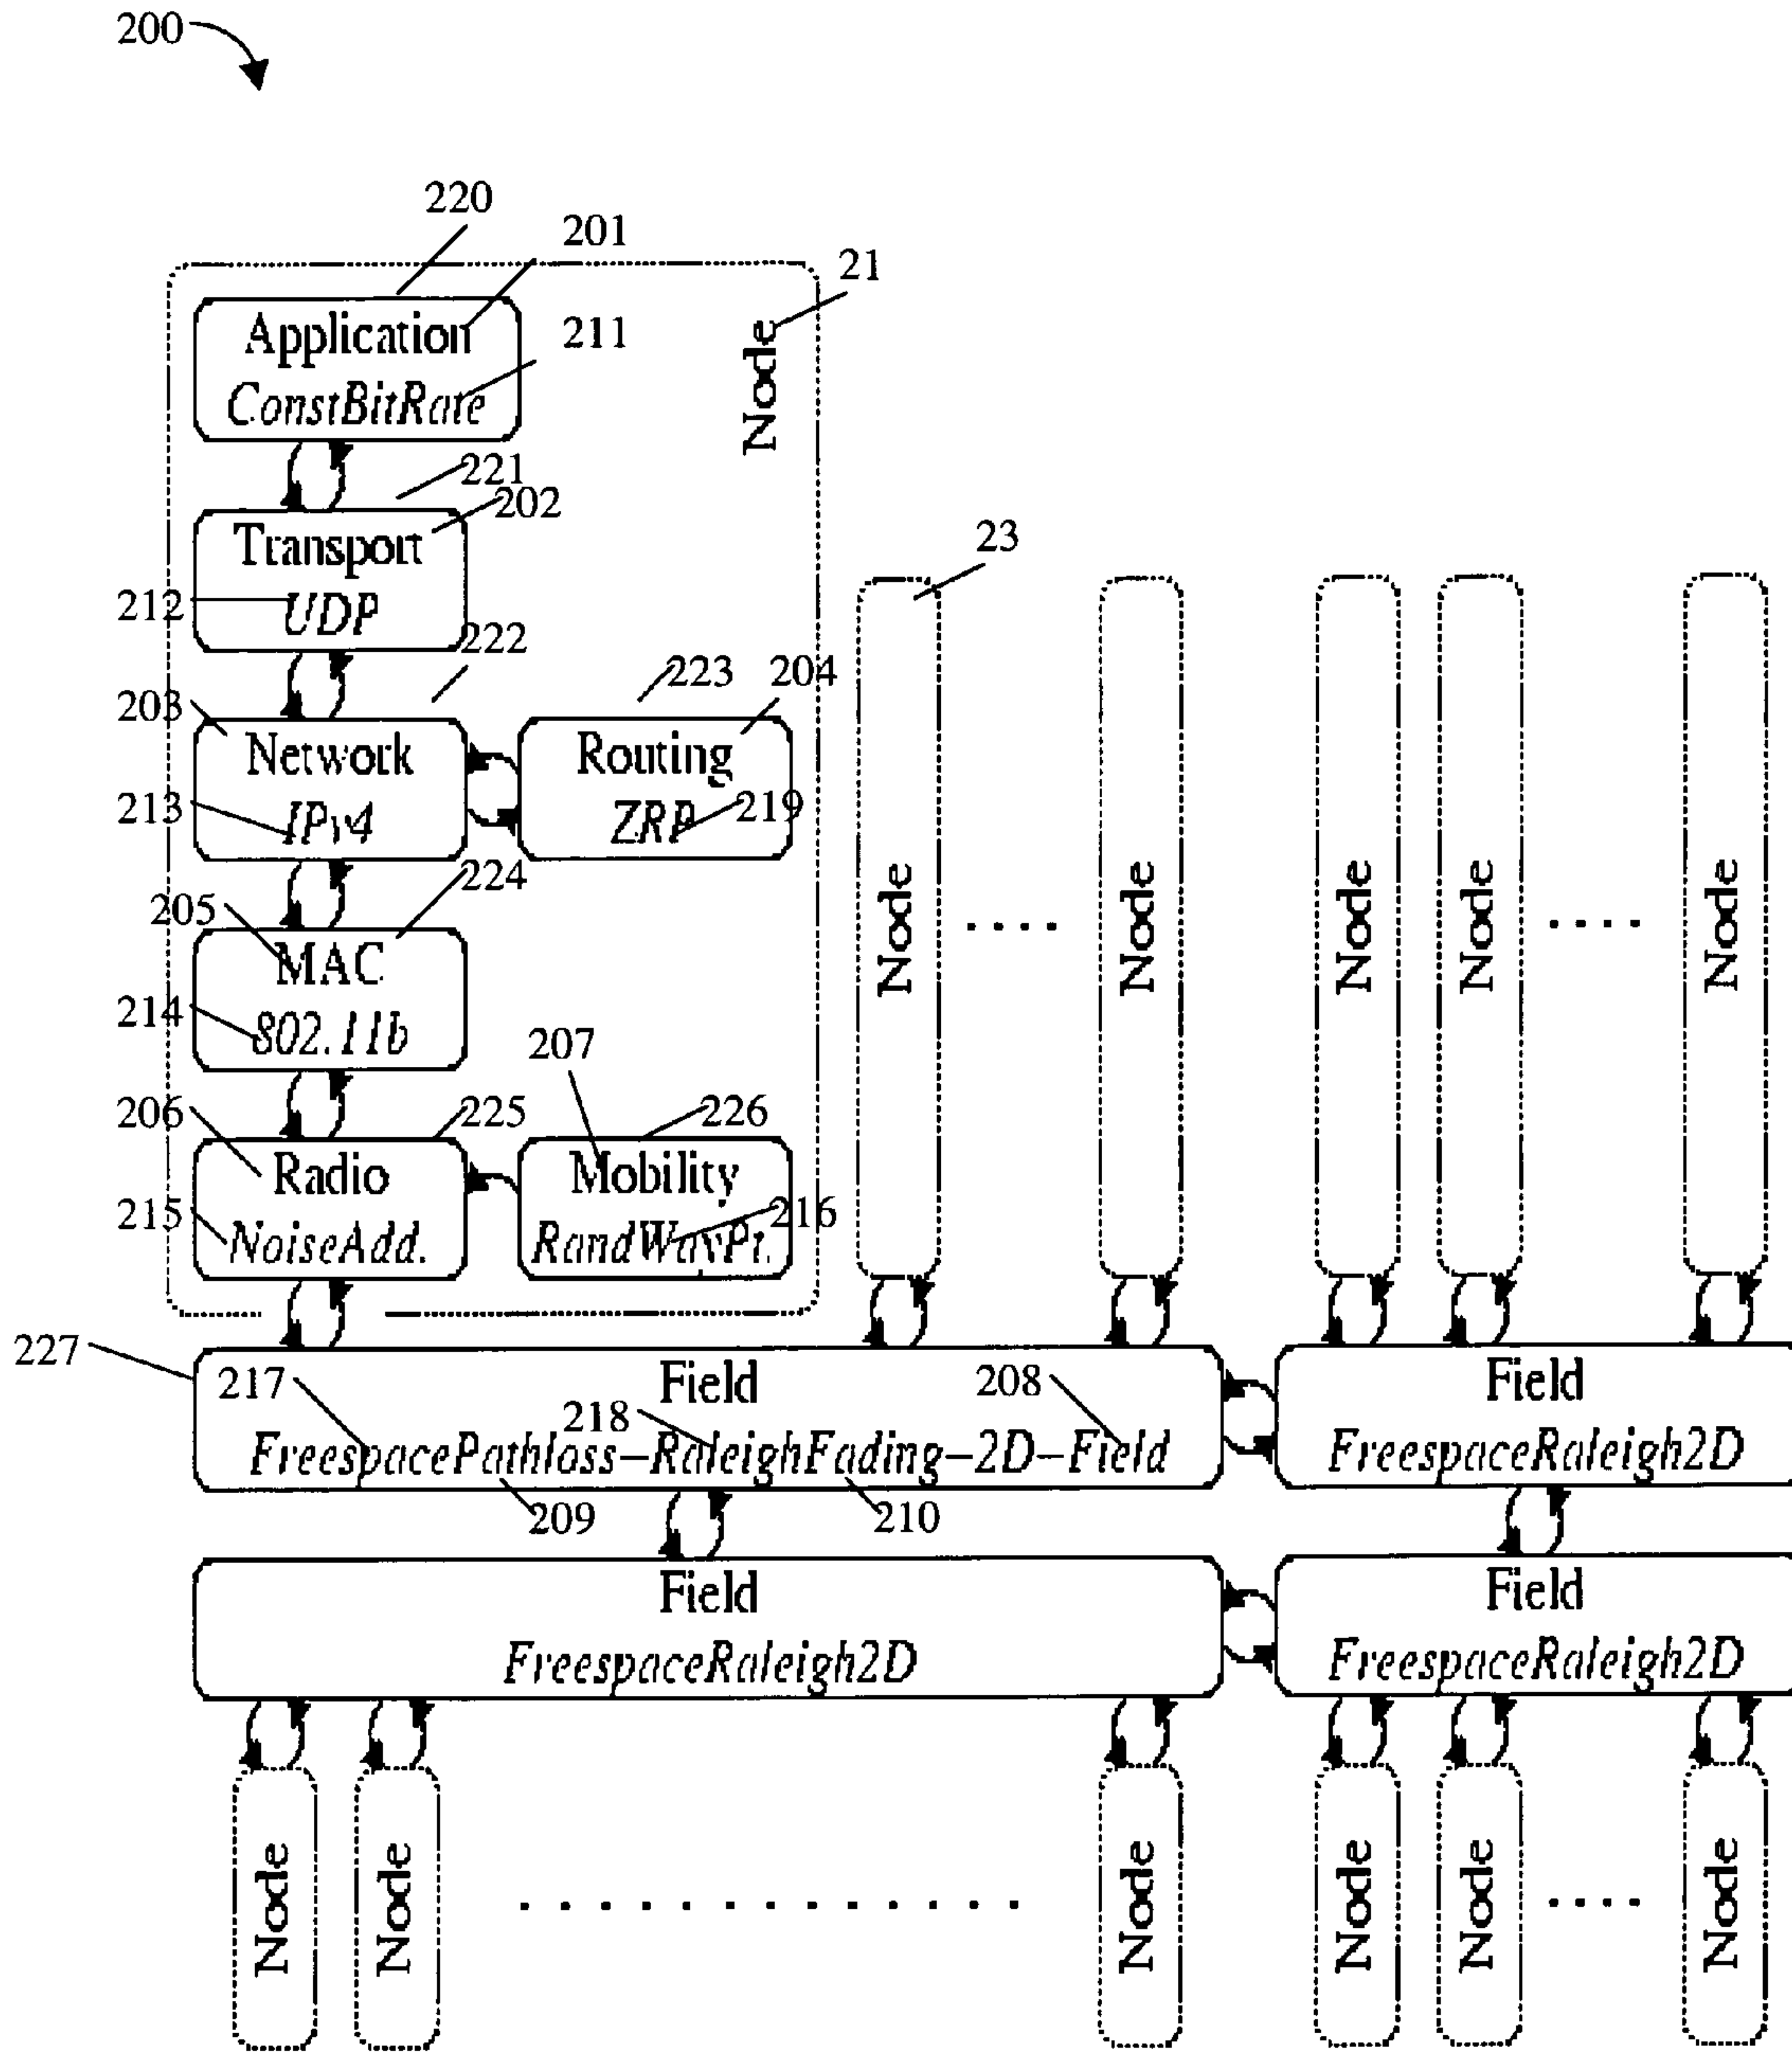 200
220
201
21
Application
211
ConstBitRate
Node
221
202
Transport
23
212
UDP
222
223
204
203
Network
Routing
213
IPv4
ZRP
219
224
205
MAC
214
802.11b
207
Node
Node
Node
Node
Node
206
225
226
Radio
Mobility
215
NoiseAdd.
RandWayPt.
216
227
Field
Field
217
218
208
FreespacePathloss-RaleighFading-2D-Field
FreespaceRaleigh2D
209
210
Field
Field
FreespaceRaleigh2D
FreespaceRaleigh2D
Node
Node
Node
Node
Node
Node